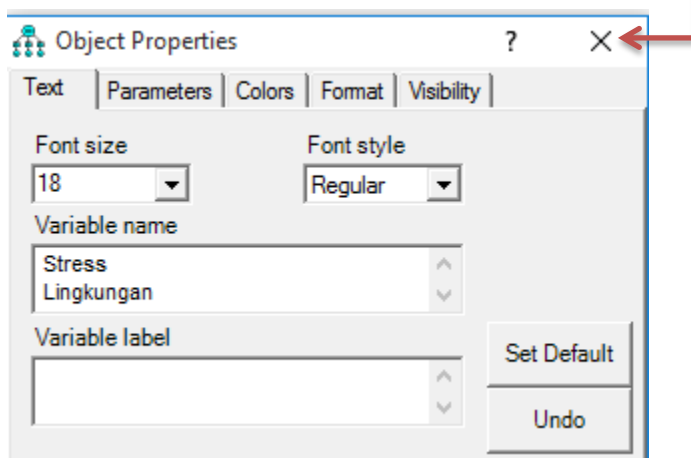 Object Properties ?
Text Parameters Colors Format Visibility
Font size Font style
18 Regular
Variable name
Stress
Lingkungan
Variable label
Set Default
Undo